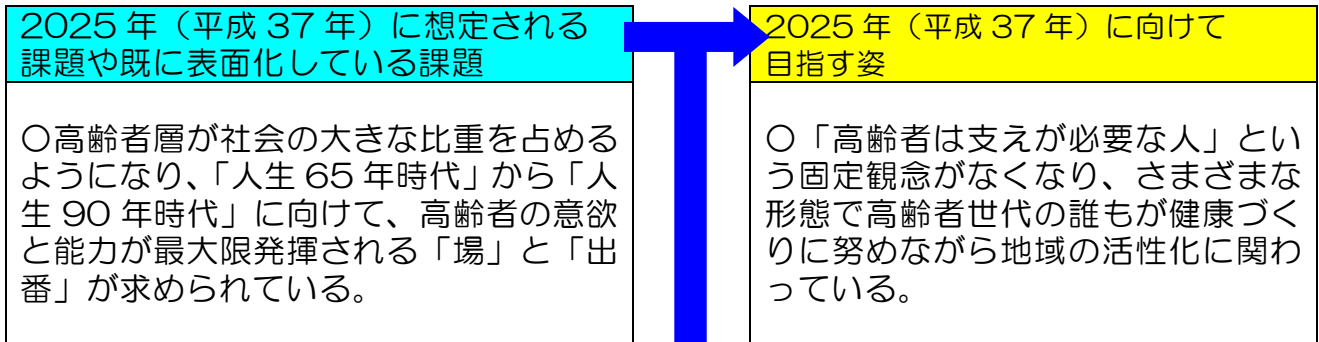 2025年（平成37年）に想定される
課題や既に表面化している課題
〇高齢者層が社会の大きな比重を占める
ようになり、「人生65年時代」から「人
生90年時代」に向けて、高齢者の意欲
と能力が最大限発揮される「場」と「出
番」が求められている。
2025年（平成37年）に向けて
目指す姿
〇「高齢者は支えが必要な人」とい
う固定観念がなくなり、さまざまな
形態で高齢者世代の誰もが健康づく
りに努めながら地域の活性化に関わ
っている。